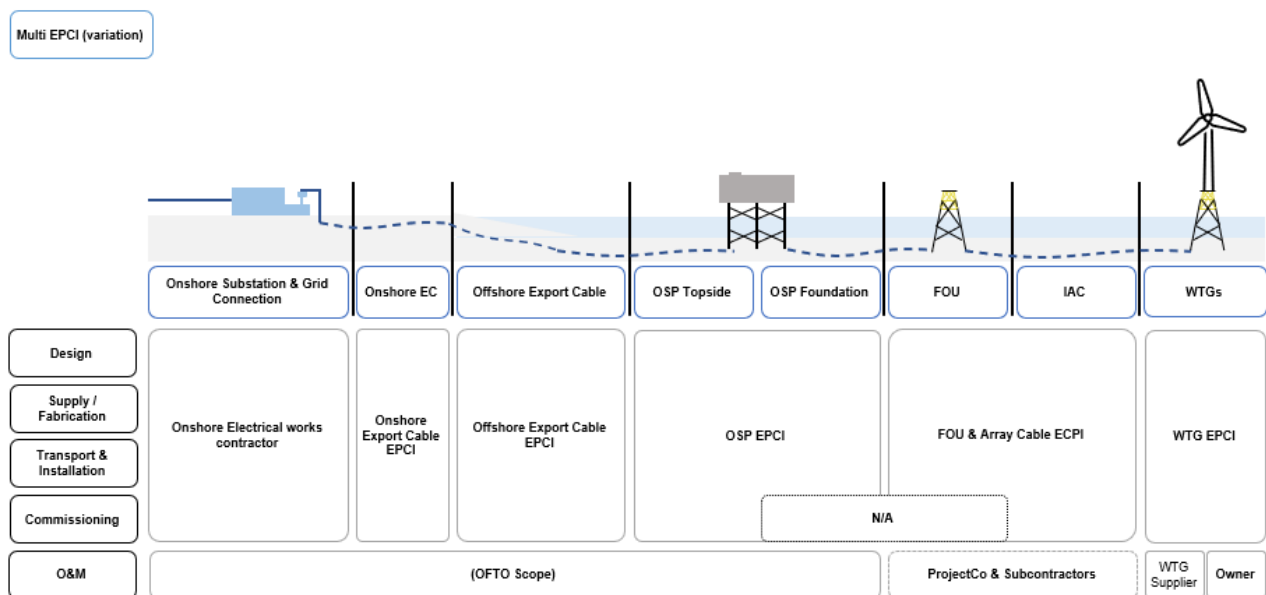 Multi EPCI (variation)
Onshore Substation & Grid
Connection
Onshore EC
Offshore Export Cable
OSP Topside
OSP Foundation
FOU
IAC
WTGs
Design
Supply /
Fabrication
Transport &
Installation
Commissioning
Onshore Electrical works
contractor
Onshore
Export Cable
EPCI
Offshore Export Cable
EPCI
OSP EPCI
FOU & Array Cable ECPI
WTG EPCI
N/A
O&M
(OFTO Scope)
ProjectCo & Subcontractors
WTG
Supplier
Owner